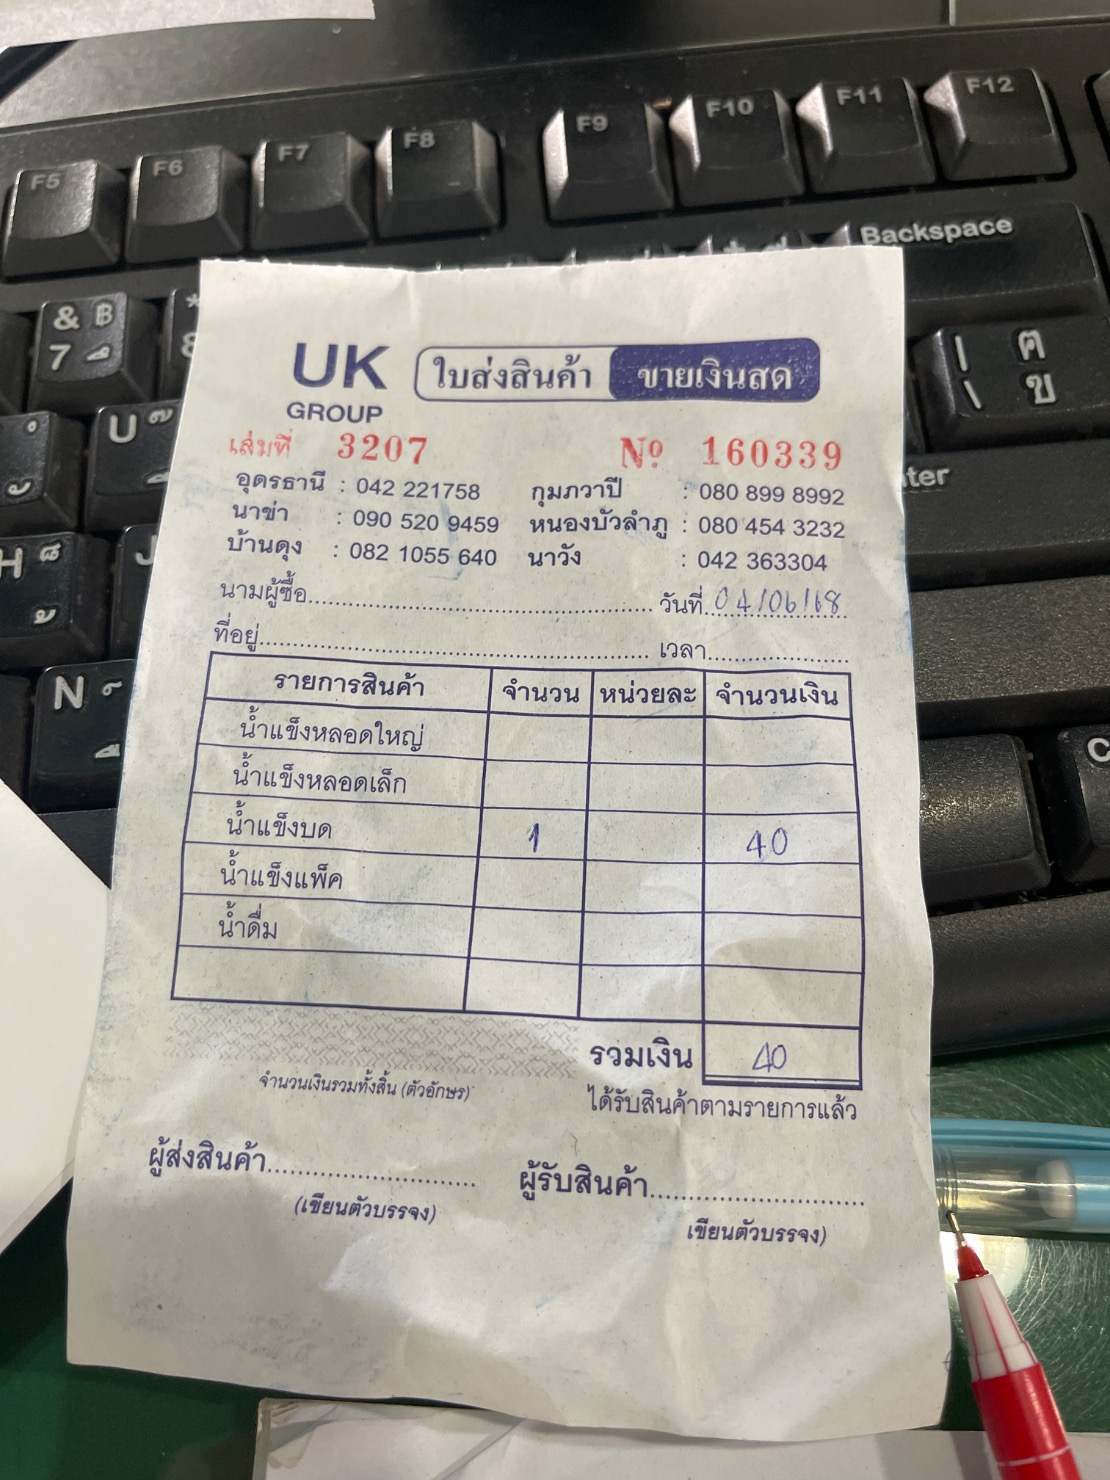 F5 F6 F7 F8 F9 F10 F11 F12
Backspace
& ฿
7 ึ
*
8
U
H
J
N
ฅ
ฃ
nter
C
UK
GROUP
ใบส่งสินค้า ขายเงินสด
เล่มที่ 3207 Nº 160339
อุดรธานี : 042 221758 กุมภวาปี : 080 899 8992
นาข่า : 090 520 9459 หนองบัวลำภู : 080 454 3232
บ้านดุง : 082 1055 640 นาวัง : 042 363304
นามผู้ซื้อ วันที่ 04/06/68
ที่อยู่ เวลา
รายการสินค้า จำนวน หน่วยละ จำนวนเงิน
น้ำแข็งหลอดใหญ่
น้ำแข็งหลอดเล็ก
น้ำแข็งบด 1 40
น้ำแข็งแพ็ค
น้ำดื่ม
รวมเงิน 40
จำนวนเงินรวมทั้งสิ้น (ตัวอักษร)
ได้รับสินค้าตามรายการแล้ว
ผู้ส่งสินค้า ผู้รับสินค้า
(เขียนตัวบรรจง) เขียนตัวบรรจง)